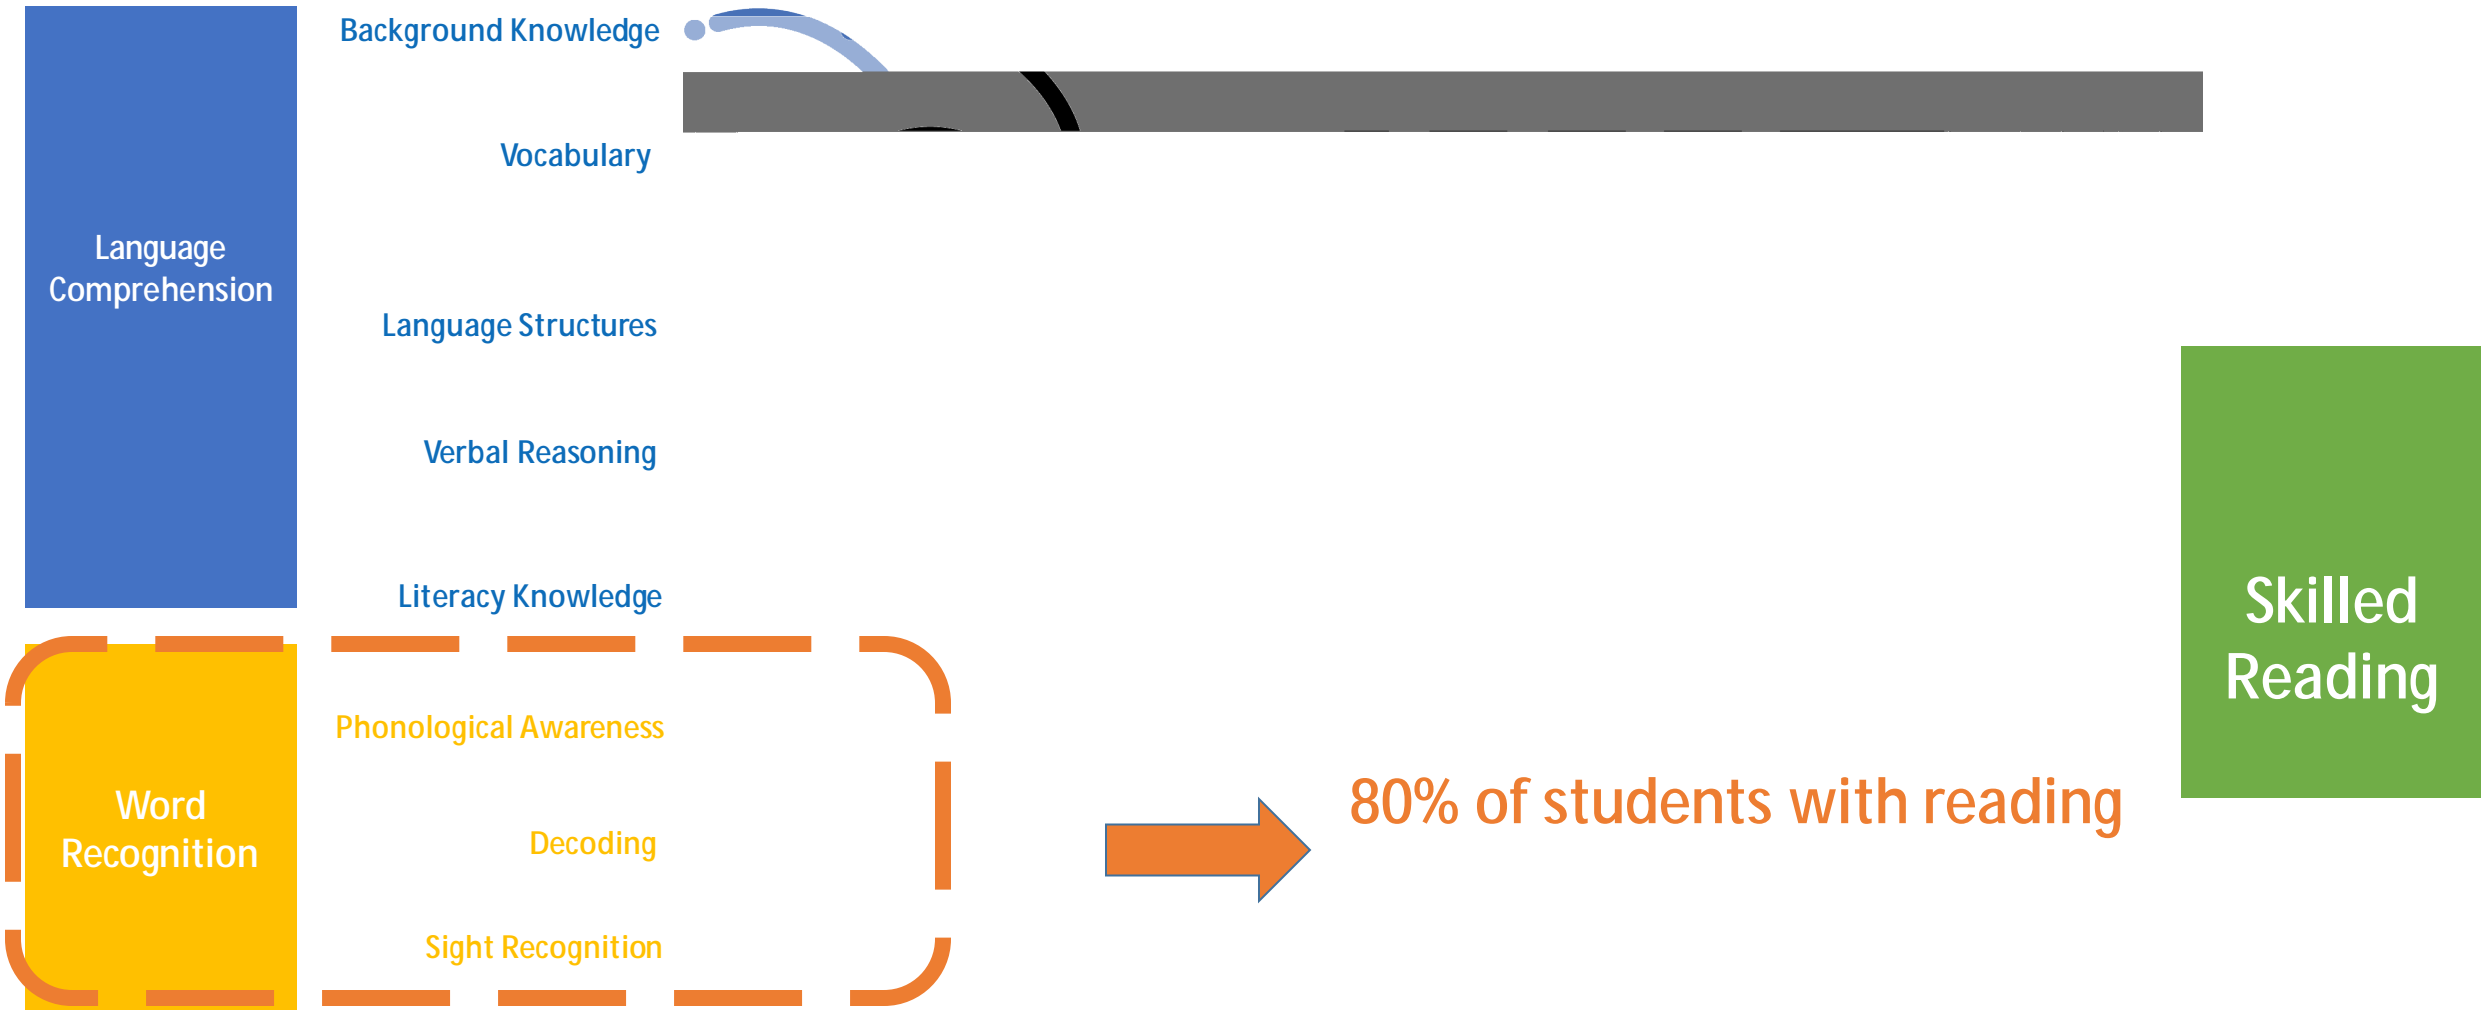 Background Knowledge
Vocabulary
Language
Comprehension
Language Structures
Verbal Reasoning
Literacy Knowledge
Skilled
Reading
Phonological Awareness
Word
Recognition
80% of students with reading
Decoding
Sight Recognition